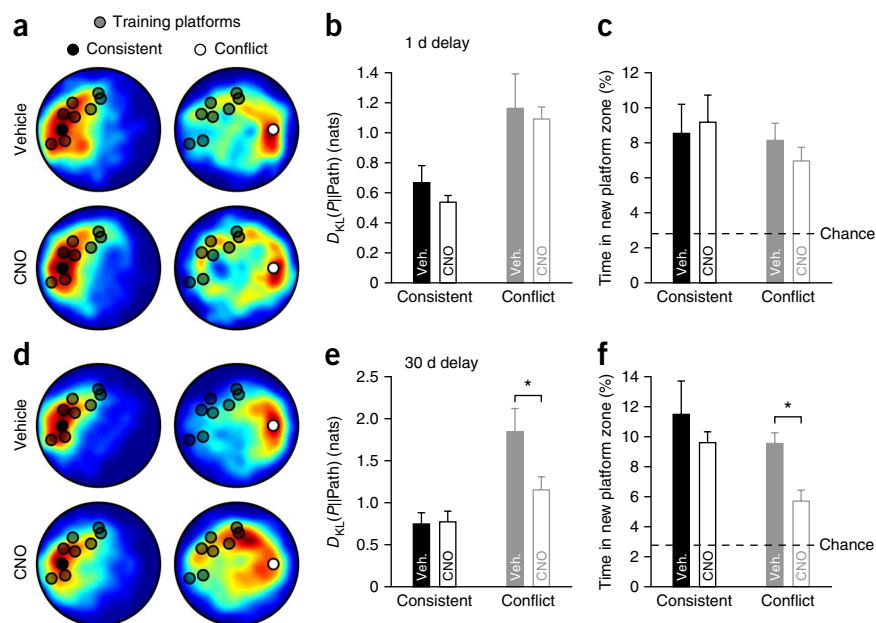 a
Training platforms
Consistent
Conflict
Vehicle
CNO
b
1 d delay
D_KL(P||Path) (nats)
1.4
1.2
1.0
0.8
0.6
0.4
0.2
0
Veh.
CNO
Veh.
CNO
Consistent
Conflict
c
Time in new platform zone (%)
12
10
8
6
4
2
0
Veh.
CNO
Veh.
CNO
Chance
Consistent
Conflict
d
Vehicle
CNO
e
30 d delay
D_KL(P||Path) (nats)
2.5
2.0
1.5
1.0
0.5
0
*
Veh.
CNO
Veh.
CNO
Consistent
Conflict
f
Time in new platform zone (%)
14
12
10
8
6
4
2
0
*
Veh.
CNO
Veh.
CNO
Chance
Consistent
Conflict